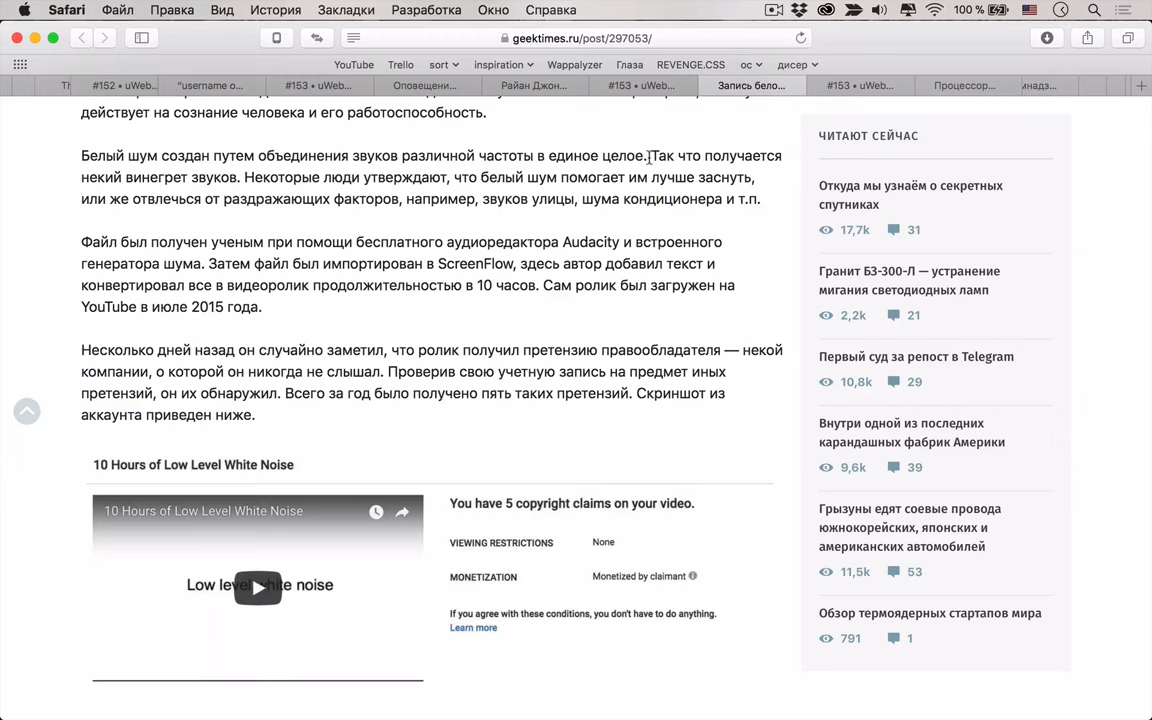 Safari Файл Правка Вид История Закладки Разработка Окно Справка 100 %
geektimes.ru/post/297053/
YouTube Trello sort inspiration Wappalyzer Глаза REVENGE.CSS ос дисер
#152 • uWeb... "username o... #153 • uWeb... Оповещени... Райан Джон... #153 • uWeb... Запись бело... #153 • uWeb... Процессор...
действует на сознание человека и его работоспособность.
Белый шум создан путем объединения звуков различной частоты в единое целое. Так что получается
некий винегрет звуков. Некоторые люди утверждают, что белый шум помогает им лучше заснуть,
или же отвлечься от раздражающих факторов, например, звуков улицы, шума кондиционера и т.п.
Файл был получен ученым при помощи бесплатного аудиоредактора Audacity и встроенного
генератора шума. Затем файл был импортирован в ScreenFlow, здесь автор добавил текст и
конвертировал все в видеоролик продолжительностью в 10 часов. Сам ролик был загружен на
YouTube в июле 2015 года.
Несколько дней назад он случайно заметил, что ролик получил претензию правообладателя — некой
компании, о которой он никогда не слышал. Проверив свою учетную запись на предмет иных
претензий, он их обнаружил. Всего за год было получено пять таких претензий. Скриншот из
аккаунта приведен ниже.
10 Hours of Low Level White Noise
10 Hours of Low Level White Noise
Low level white noise
You have 5 copyright claims on your video.
VIEWING RESTRICTIONS None
MONETIZATION Monetized by claimant
If you agree with these conditions, you don't have to do anything.
Learn more
ЧИТАЮТ СЕЙЧАС
Откуда мы узнаём о секретных
спутниках
17,7k 31
Гранит БЗ-300-Л — устранение
мигания светодиодных ламп
2,2k 21
Первый суд за репост в Telegram
10,8k 29
Внутри одной из последних
карандашных фабрик Америки
9,6k 39
Грызуны едят соевые провода
южнокорейских, японских и
американских автомобилей
11,5k 53
Обзор термоядерных стартапов мира
791 1